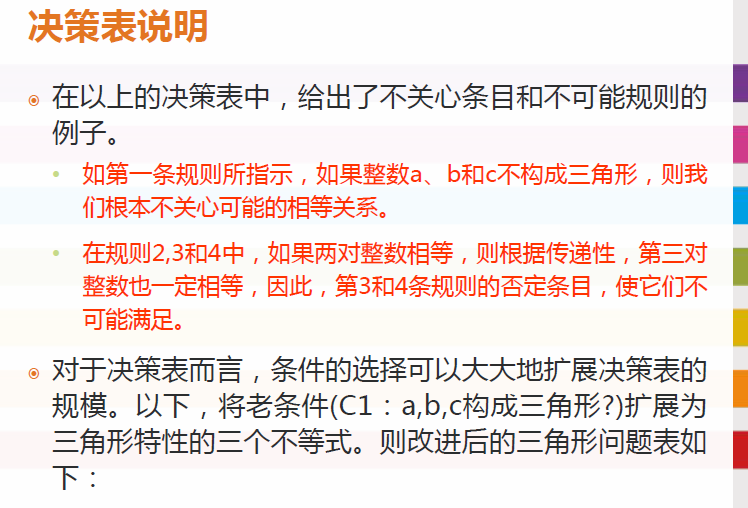 决策表说明
在以上的决策表中，给出了不关心条目和不可能规则的
例子。
如第一条规则所指示，如果整数a、b和c不构成三角形，则我
们根本不关心可能的相等关系。
在规则2,3和4中，如果两对整数相等，则根据传递性，第三对
整数也一定相等，因此，第3和4条规则的否定条目，使它们不
可能满足。
对于决策表而言，条件的选择可以大大地扩展决策表的
规模。以下，将老条件(C1：a,b,c构成三角形?)扩展为
三角形特性的三个不等式。则改进后的三角形问题表如
下：